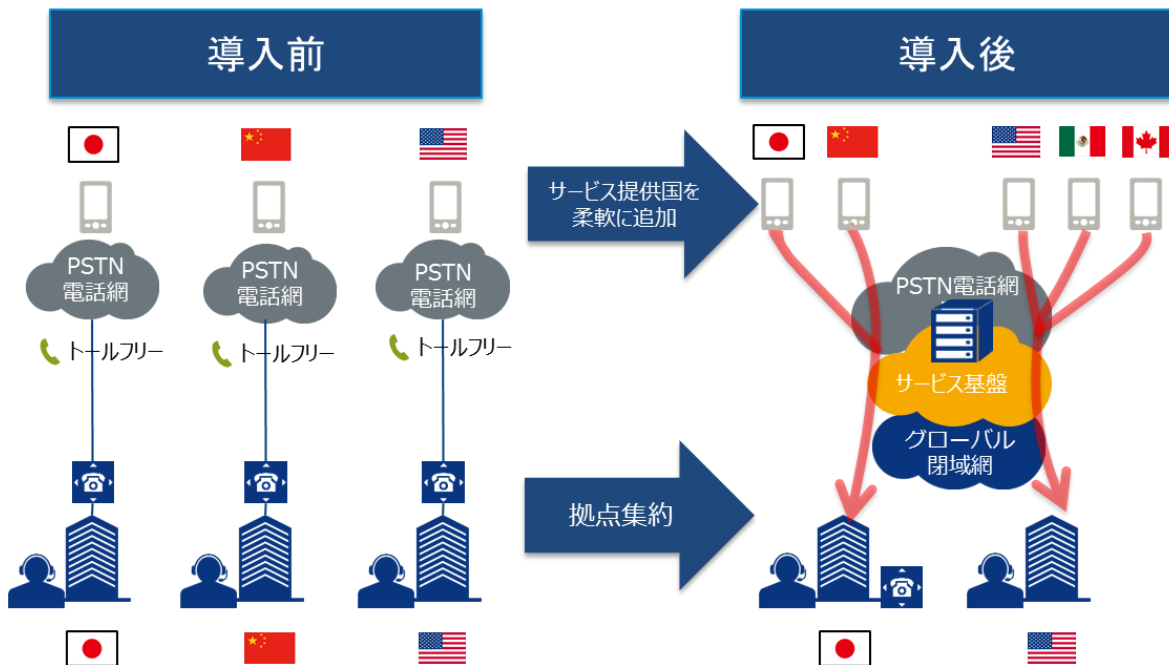 導入前
導入後
サービス提供国を
柔軟に追加
PSTN
電話網
PSTN
電話網
PSTN
電話網
PSTN電話網
トールフリー
トールフリー
トールフリー
サービス基盤
グローバル
閉域網
拠点集約